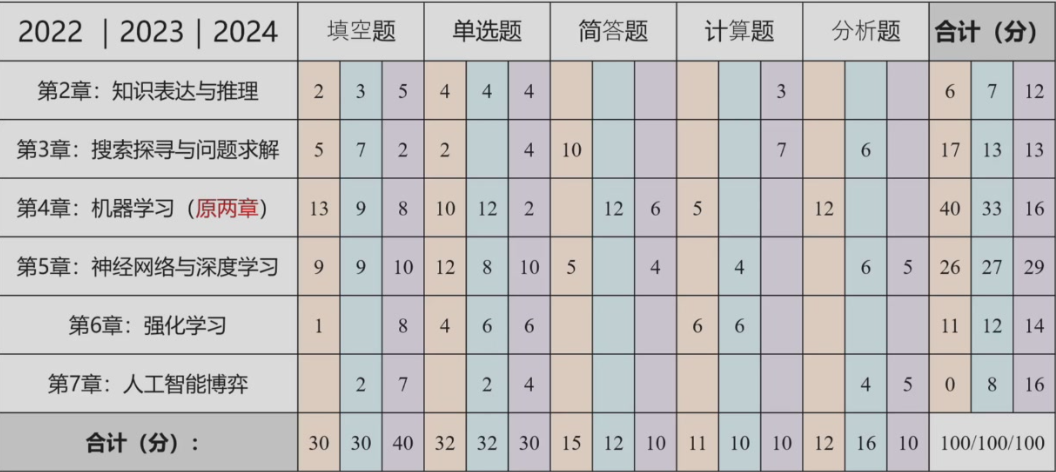 2022 | 2023 | 2024 填空题 单选题 简答题 计算题 分析题 合计（分）
第2章：知识表达与推理 2 3 5 4 4 4 3 6 7 12
第3章：搜索探寻与问题求解 5 7 2 2 4 10 7 6 17 13 13
第4章：机器学习（原两章） 13 9 8 10 12 2 12 6 5 12 40 33 16
第5章：神经网络与深度学习 9 9 10 12 8 10 5 4 4 6 5 26 27 29
第6章：强化学习 1 8 4 6 6 6 6 11 12 14
第7章：人工智能博弈 2 7 2 4 4 5 0 8 16
合计（分）: 30 30 40 32 32 30 15 12 10 11 10 10 12 16 10 100/100/100